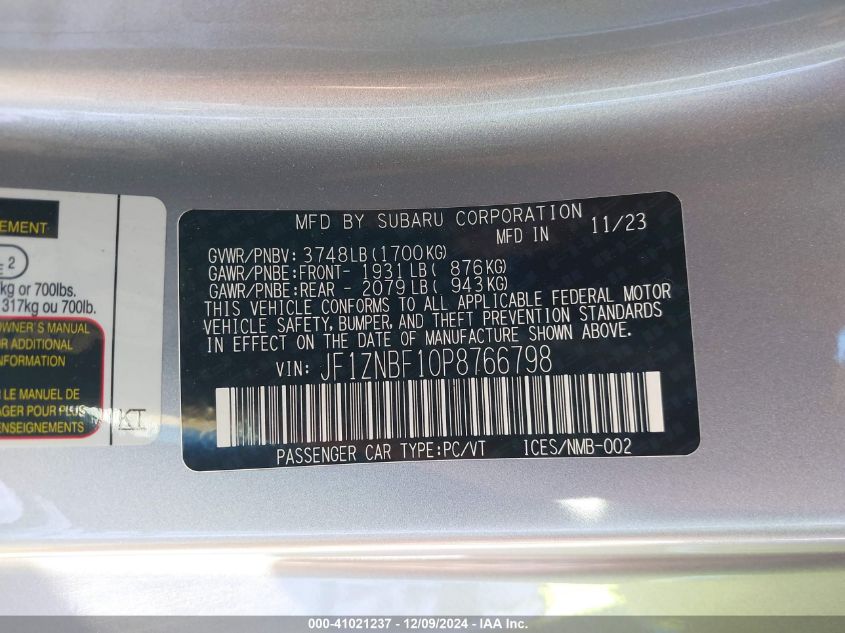 EMENT
2
kg or 700lbs.
317kg ou 700lb.
OWNER'S MANUAL
OR ADDITIONAL
INFORMATION
LE MANUEL DE
AGER POUR PLUS
ENSEIGNEMENTS
KT
MFD BY SUBARU CORPORATION
MFD IN 11/23
GVWR/PNBV: 3748LB(1700KG)
GAWR/PNBE:FRONT- 1931LB( 876KG)
GAWR/PNBE:REAR - 2079LB( 943KG)
THIS VEHICLE CONFORMS TO ALL APPLICABLE FEDERAL MOTOR
VEHICLE SAFETY, BUMPER, AND THEFT PREVENTION STANDARDS
IN EFFECT ON THE DATE OF MANUFACTURE SHOWN ABOVE.
VIN: JF1ZNBF10P8766798
PASSENGER CAR TYPE:PC/VT ICES/NMB-002
000-41021237 - 12/09/2024 - IAA Inc.